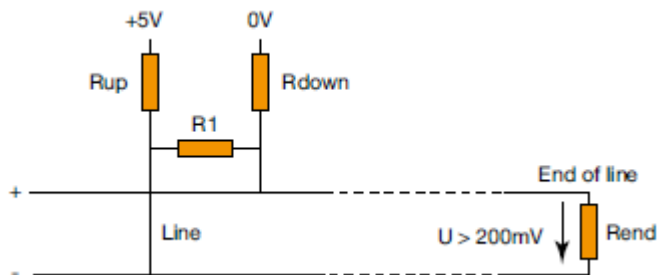 +5V 0V
Rup Rdown
R1
End of line
+
Line U > 200mV Rend
-